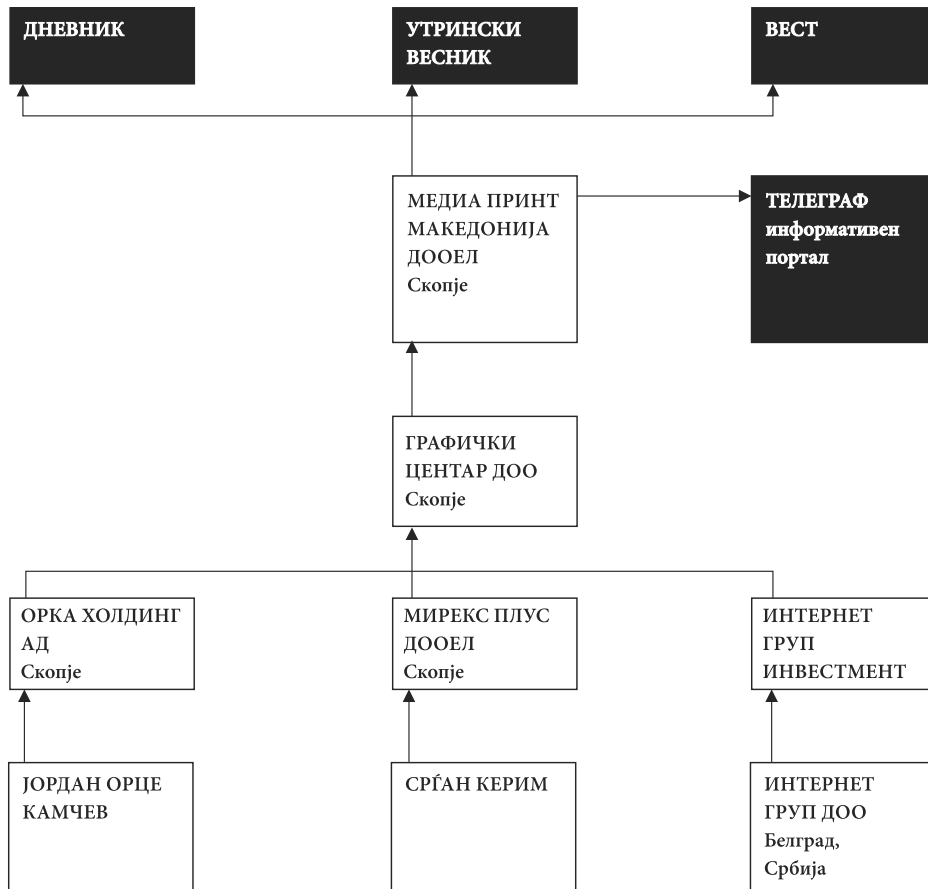 ДНЕВНИК
УТРИНСКИ
ВЕСНИК
ВЕСТ
МЕДИА ПРИНТ
МАКЕДОНИЈА
ДООЕЛ
Скопје
ТЕЛЕГРАФ
информативен
портал
ГРАФИЧКИ
ЦЕНТАР ДОО
Скопје
ОРКА ХОЛДИНГ
АД
Скопје
МИРЕКС ПЛУС
ДООЕЛ
Скопје
ИНТЕРНЕТ
ГРУП
ИНВЕСТМЕНТ
ЈОРДАН ОРЦЕ
КАМЧЕВ
СРЃАН КЕРИМ
ИНТЕРНЕТ
ГРУП ДОО
Белград,
Србија